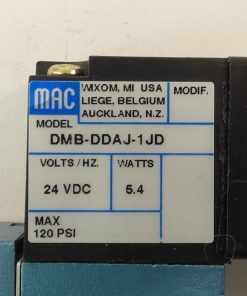 MAC
WIXOM, MI USA
LIEGE, BELGIUM
AUCKLAND, N.Z.
MODIF.
MODEL
DMB-DDAJ-1JD
VOLTS / HZ.
WATTS
24 VDC
5.4
MAX
120 PSI